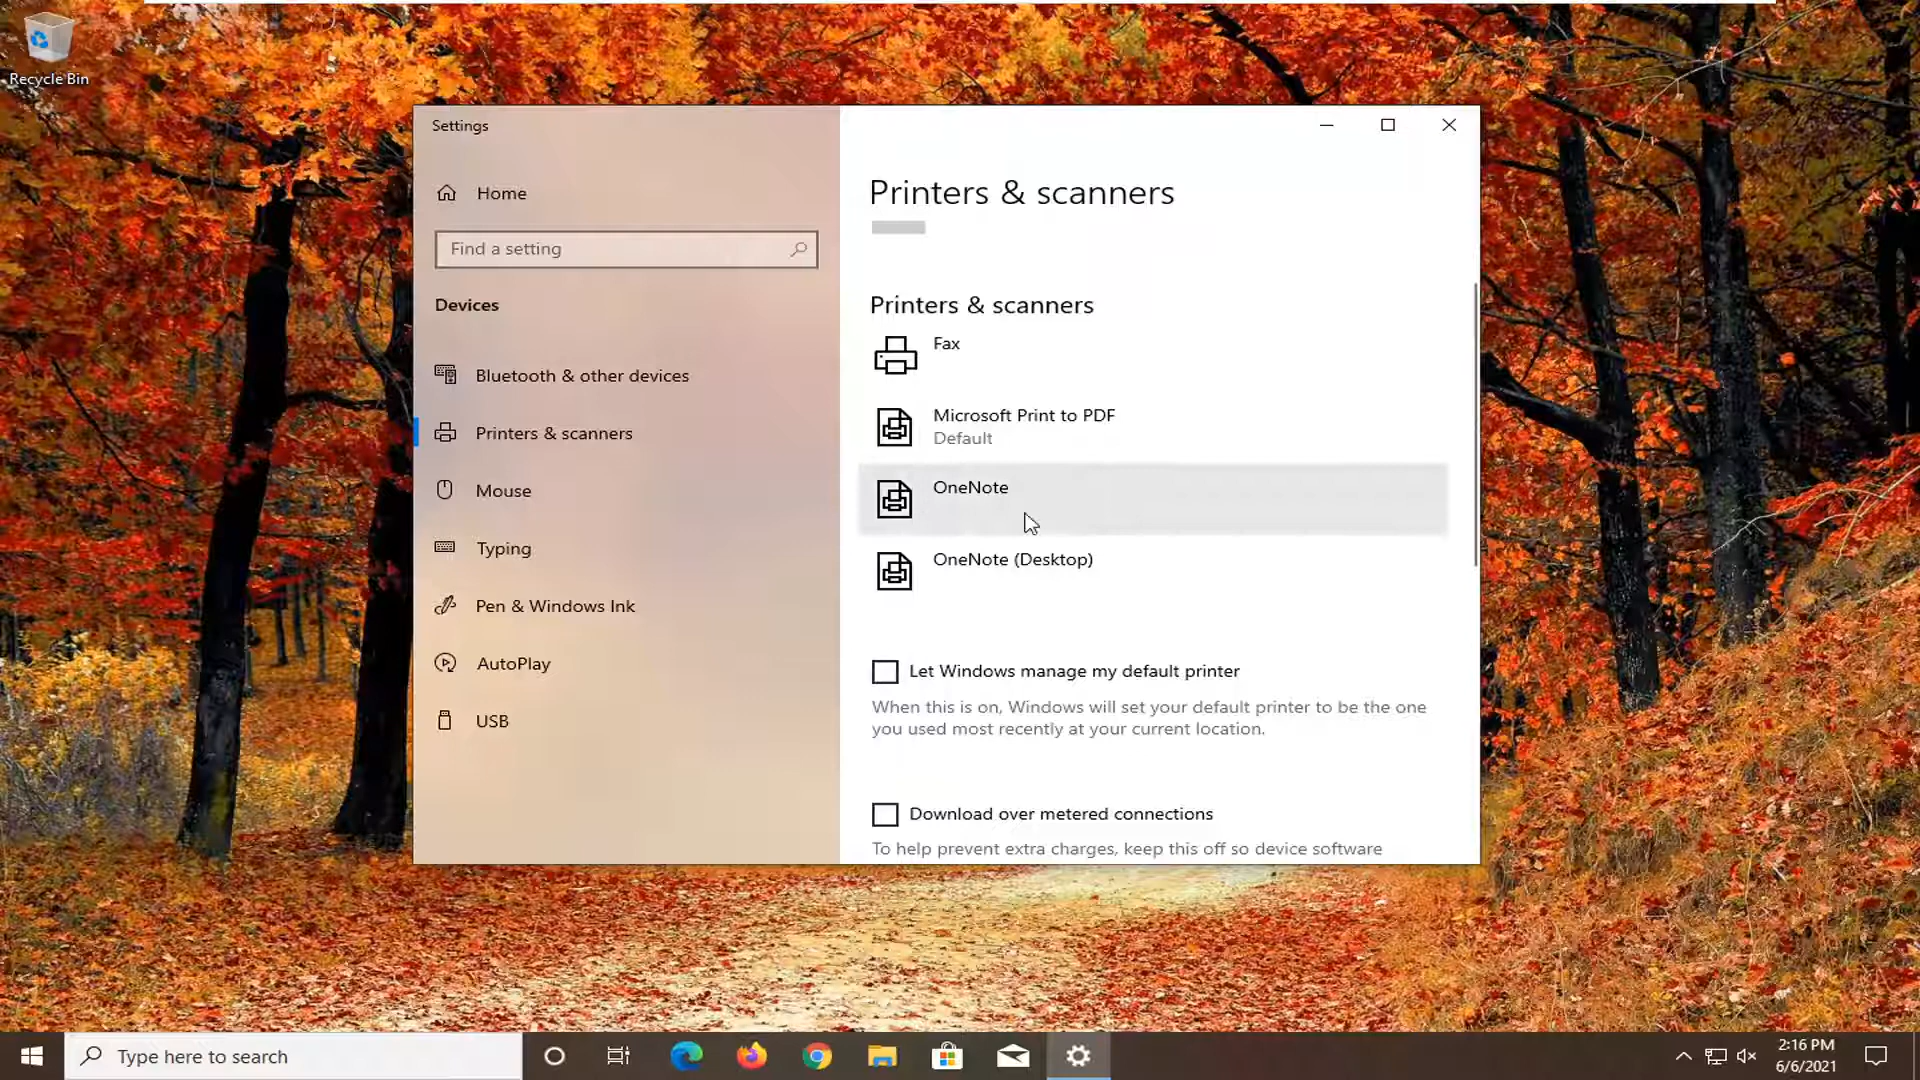 Recycle Bin
Settings
Home
Find a setting
Devices
Bluetooth & other devices
Printers & scanners
Mouse
Typing
Pen & Windows Ink
AutoPlay
USB
Printers & scanners
Printers & scanners
Fax
Microsoft Print to PDF
Default
OneNote
OneNote (Desktop)
Let Windows manage my default printer
When this is on, Windows will set your default printer to be the one
you used most recently at your current location.
Download over metered connections
To help prevent extra charges, keep this off so device software
Type here to search
2:16 PM
6/6/2021